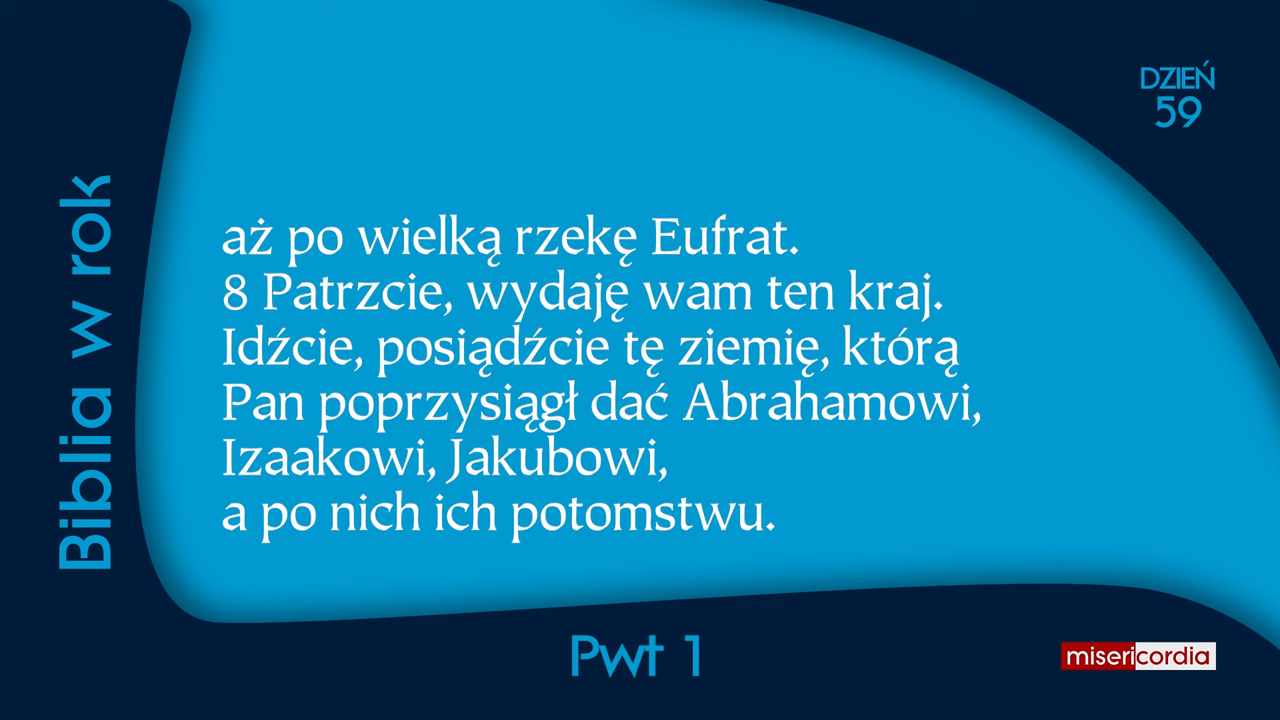 DZIEŃ
59
Biblia w rok
aż po wielką rzekę Eufrat.
8 Patrzcie, wydaję wam ten kraj.
Idźcie, posiądźcie tę ziemię, którą
Pan poprzysiągł dać Abrahamowi,
Izaakowi, Jakubowi,
a po nich ich potomstwu.
Pwt 1
misericordia